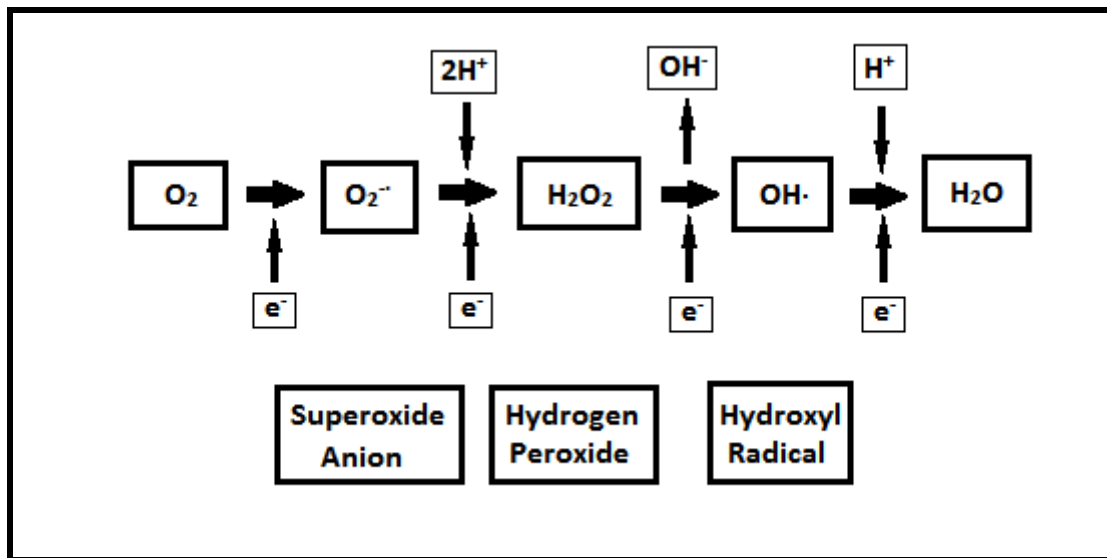 2H⁺ OH⁻ H⁺
O₂ O₂⁻· H₂O₂ OH· H₂O
e⁻ e⁻ e⁻ e⁻
Superoxide
Anion
Hydrogen
Peroxide
Hydroxyl
Radical